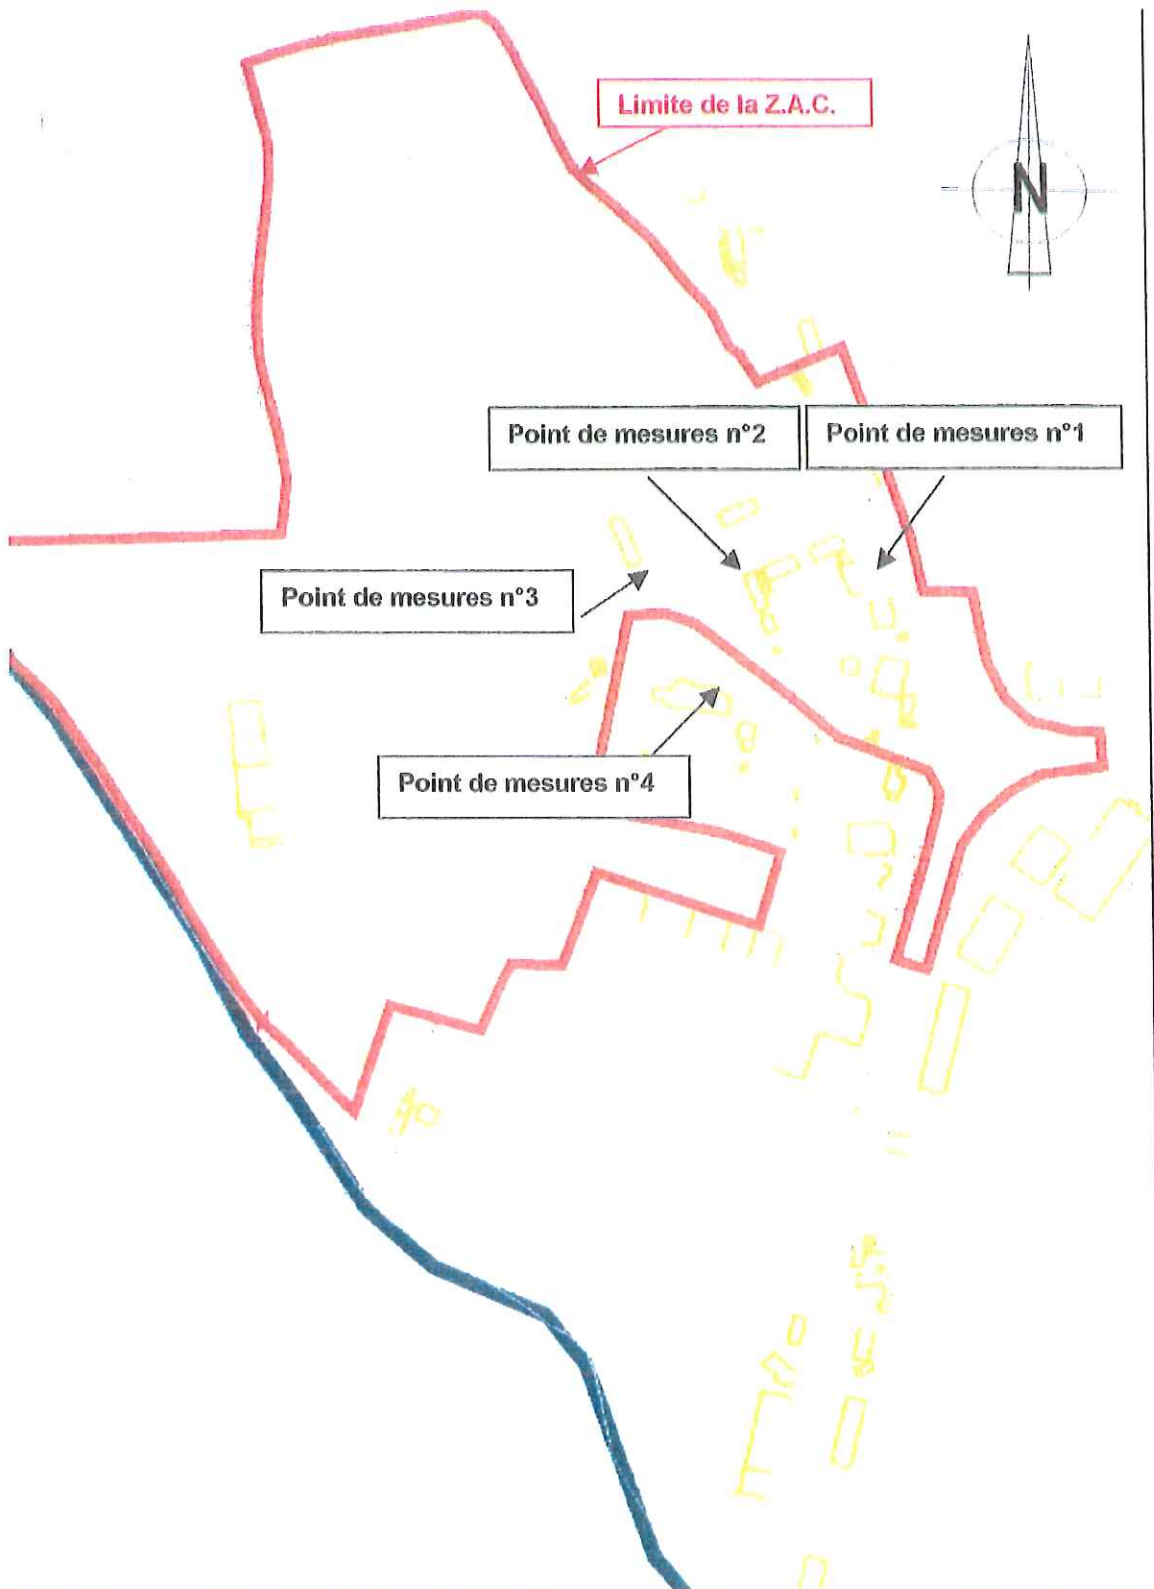 Limite de la Z.A.C.
N
Point de mesures n°2
Point de mesures n°1
Point de mesures n°3
Point de mesures n°4